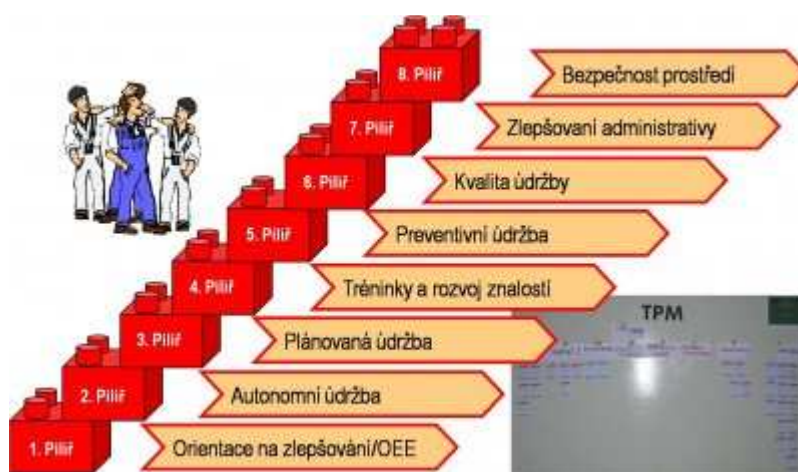 8. Pilíř
Bezpečnost prostředí
7. Pilíř
Zlepšovaní administrativy
6. Pilíř
Kvalita údržby
5. Pilíř
Preventivní údržba
4. Pilíř
Tréninky a rozvoj znalostí
3. Pilíř
Plánovaná údržba
2. Pilíř
Autonomní údržba
1. Pilíř
Orientace na zlepšování/OEE
TPM